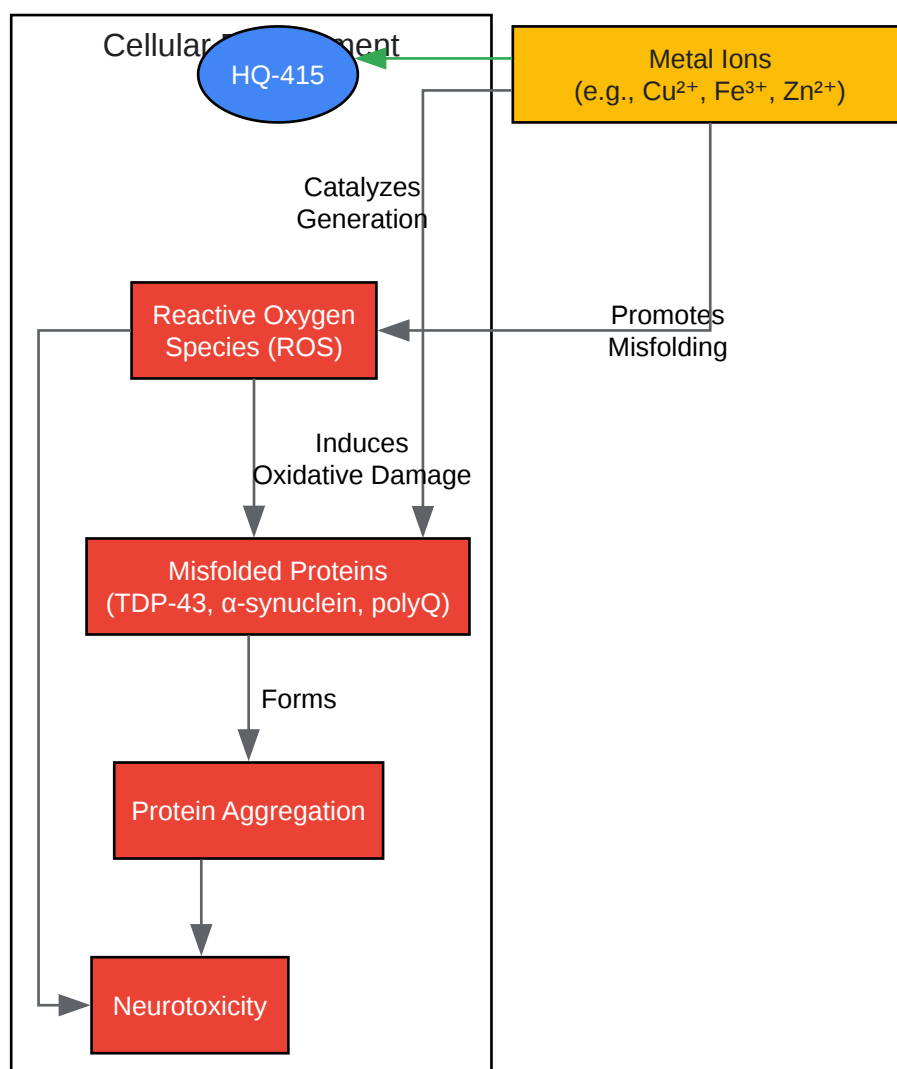 Cellular
HQ-415
Metal Ions
(e.g., Cu²⁺, Fe³⁺, Zn²⁺)
Catalyzes
Generation
Reactive Oxygen
Species (ROS)
Promotes
Misfolding
Induces
Oxidative Damage
Misfolded Proteins
(TDP-43, α-synuclein, polyQ)
Forms
Protein Aggregation
Neurotoxicity